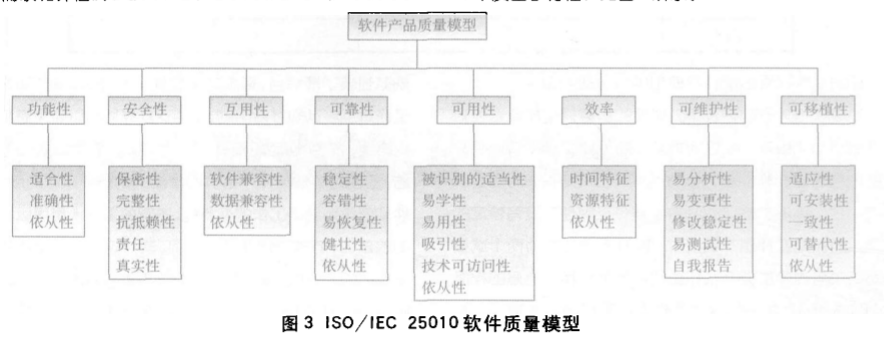 软件产品质量模型
功能性 安全性 互用性 可靠性 可用性 效率 可维护性 可移植性
适合性
准确性
依从性
保密性
完整性
抗抵赖性
责任
真实性
软件兼容性
数据兼容性
依从性
稳定性
容错性
易恢复性
健壮性
依从性
被识别的适当性
易学性
易用性
吸引性
技术可访问性
依从性
时间特征
资源特征
依从性
易分析性
易变更性
修改稳定性
易测试性
自我报告
适应性
可安装性
一致性
可替代性
依从性
图3 ISO/IEC 25010软件质量模型